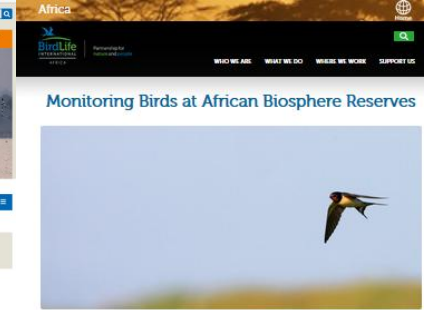 Africa
Home
BirdLife
INTERNATIONAL
AFRICA
Partnership for
nature and people
WHO WE ARE WHAT WE DO WHERE WE WORK SUPPORT US
Monitoring Birds at African Biosphere Reserves